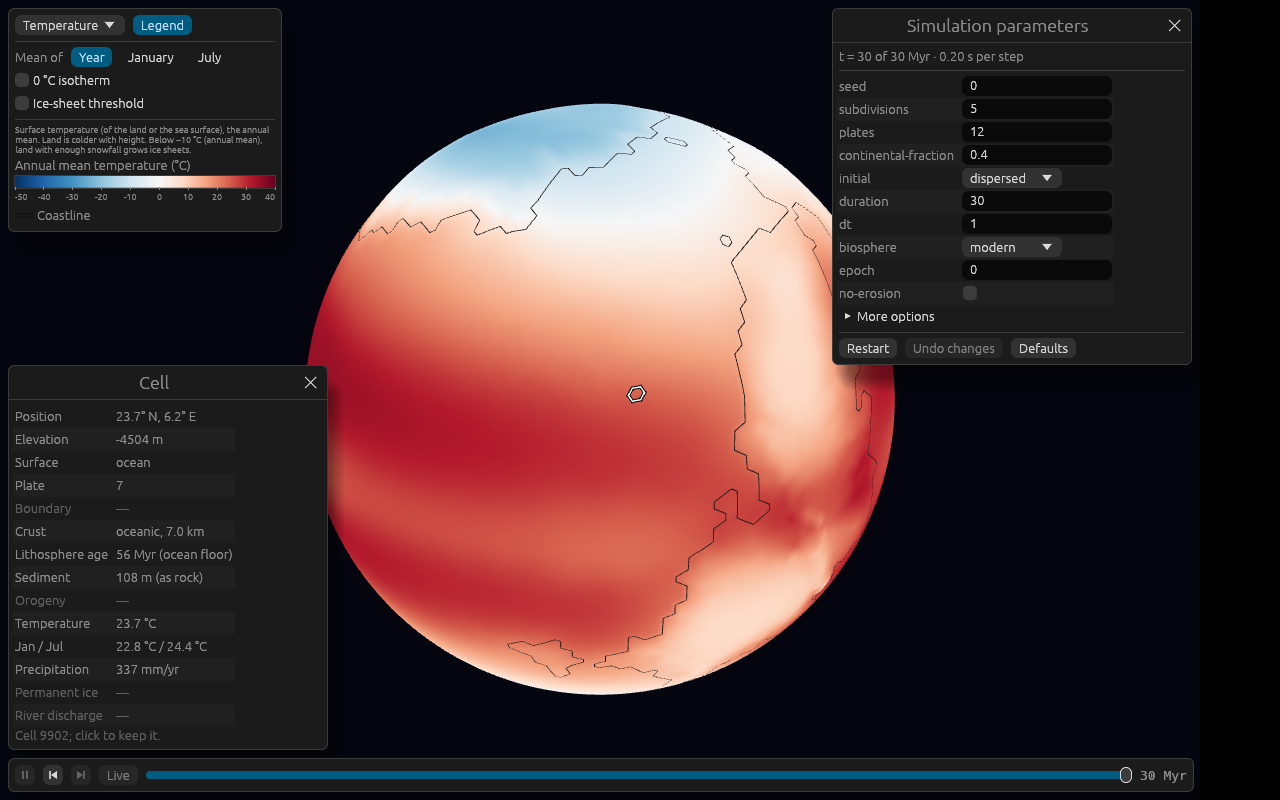 Temperature
Legend
Mean of Year January July
0 °C isotherm
Ice-sheet threshold
Surface temperature (of the land or the sea surface), the annual
mean. Land is colder with height. Below −10 °C (annual mean),
land with enough snowfall grows ice sheets.
Annual mean temperature (°C)
-50 -40 -30 -20 -10 0 10 20 30 40
Coastline
Simulation parameters
t = 30 of 30 Myr · 0.20 s per step
seed 0
subdivisions 5
plates 12
continental-fraction 0.4
initial dispersed
duration 30
dt 1
biosphere modern
epoch 0
no-erosion
More options
Restart Undo changes Defaults
Cell
Position 23.7° N, 6.2° E
Elevation -4504 m
Surface ocean
Plate 7
Boundary —
Crust oceanic, 7.0 km
Lithosphere age 56 Myr (ocean floor)
Sediment 108 m (as rock)
Orogeny —
Temperature 23.7 °C
Jan / Jul 22.8 °C / 24.4 °C
Precipitation 337 mm/yr
Permanent ice —
River discharge —
Cell 9902; click to keep it.
Live 30 Myr